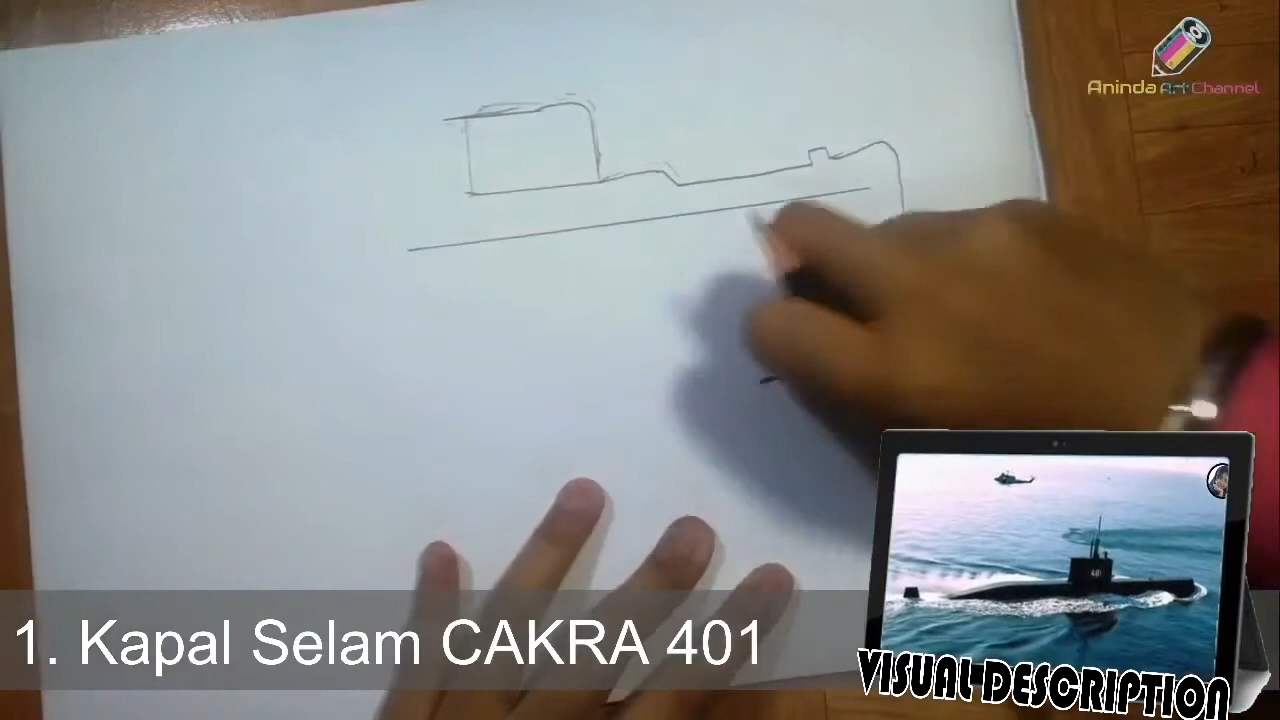 Aninda Art Channel
401
1. Kapal Selam CAKRA 401
VISUAL DESCRIPTION